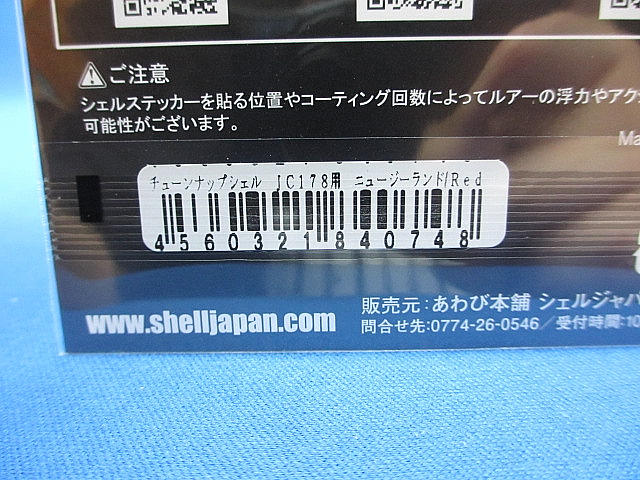 ご注意
シェルステッカーを貼る位置やコーティング回数によってルアーの浮力やアク
可能性がございます。
Ma
チューンナップシェル JC178用 ニュージーランド/Red
4560321840748
販売元:あわび本舗 シェルジャパ
www.shelljapan.com
問合せ先:0774-26-0546／受付時間:10